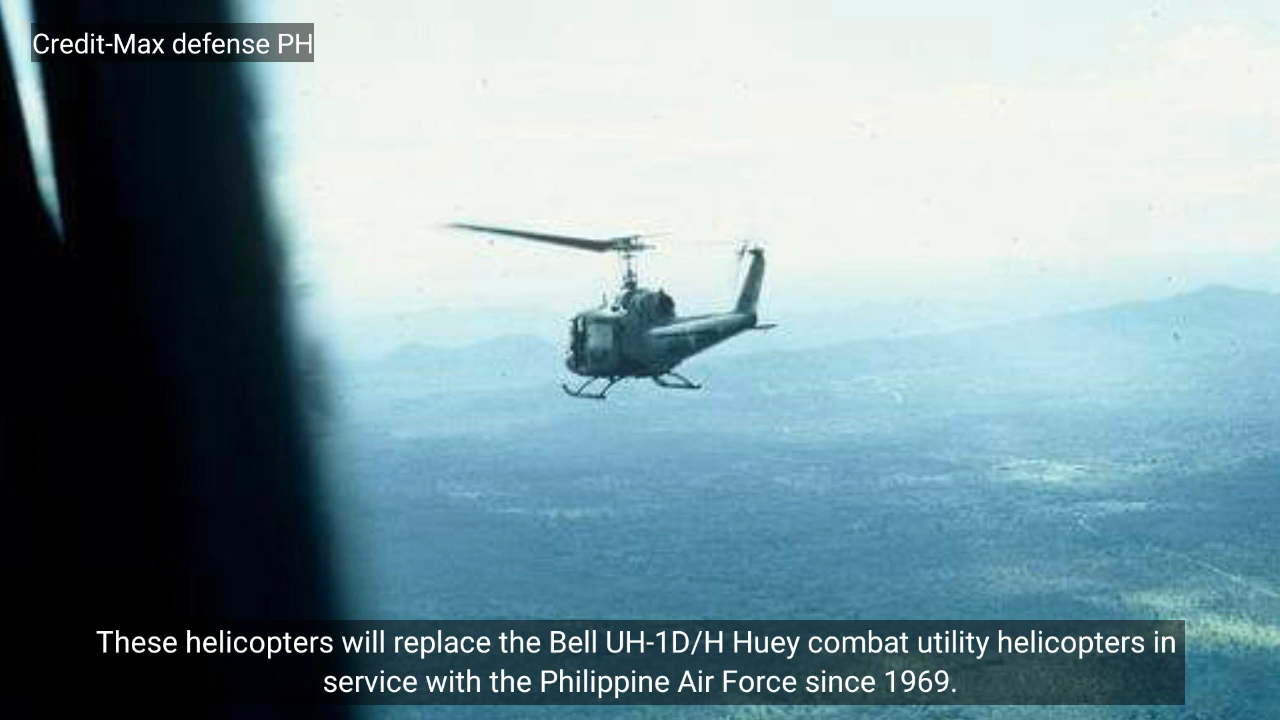 Credit-Max defense PH
These helicopters will replace the Bell UH-1D/H Huey combat utility helicopters in
service with the Philippine Air Force since 1969.